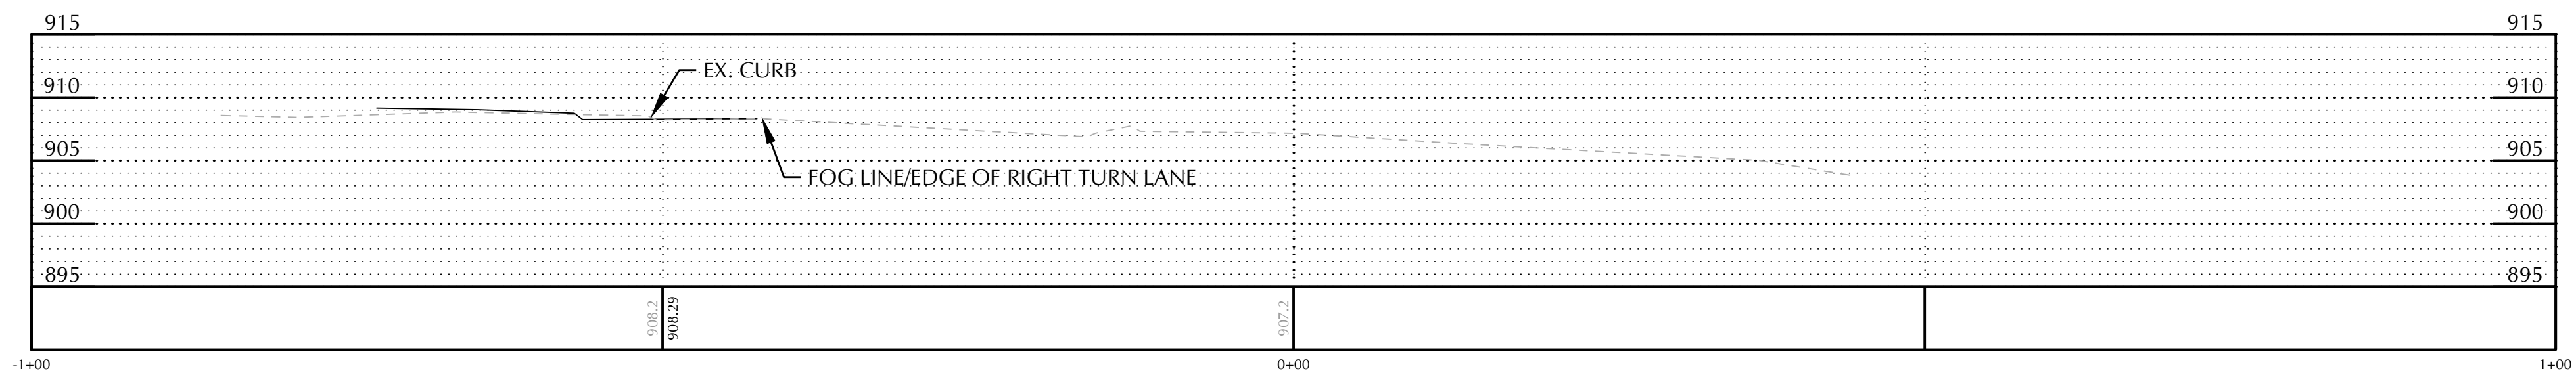 915 915
EX. CURB
910 910
905 905
FOG LINE/EDGE OF RIGHT TURN LANE
900 900
895 895
908.2 908.29 907.2
-1+00 0+00 1+00